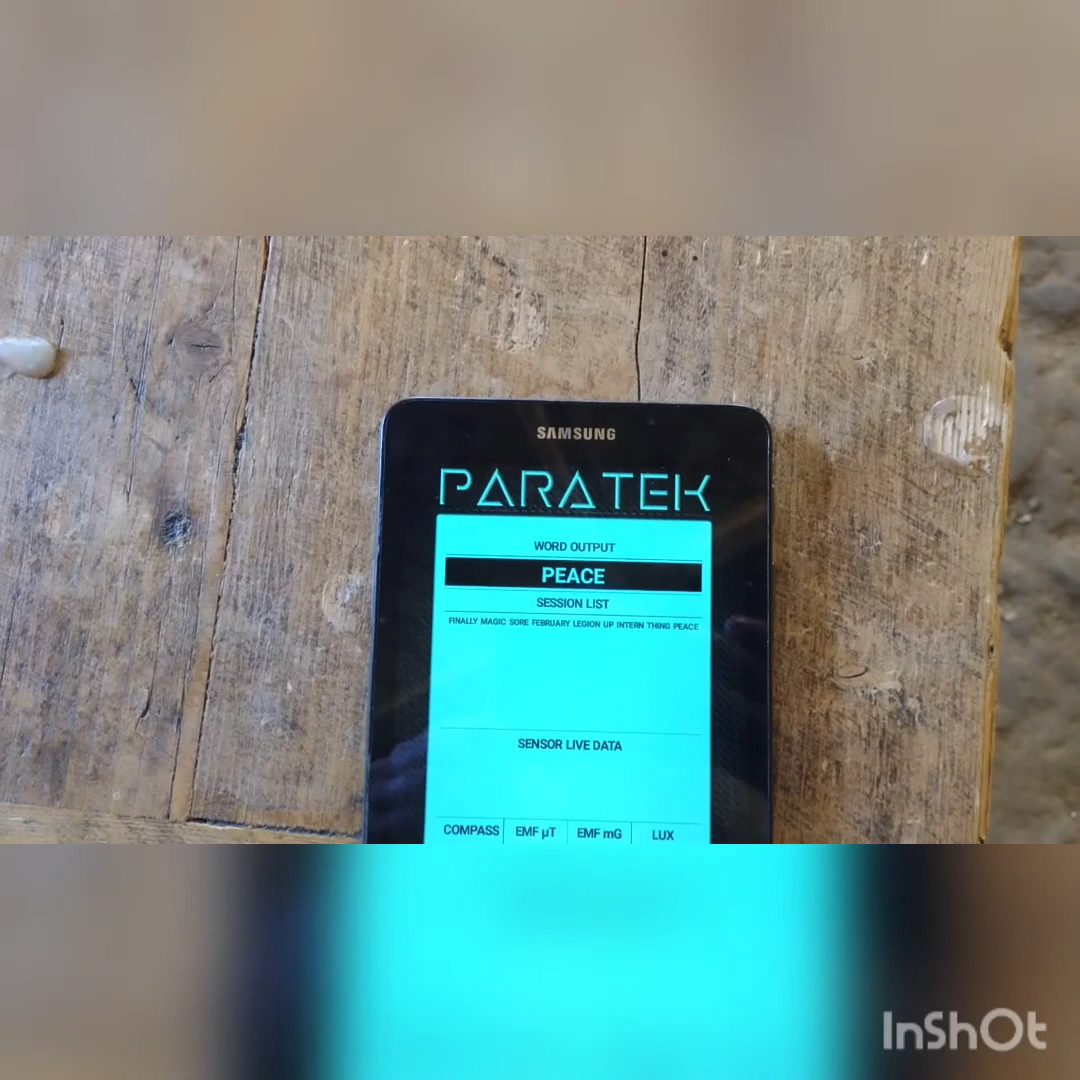 SAMSUNG
PARATEK
WORD OUTPUT
PEACE
SESSION LIST
FINALLY MAGIC SORE FEBRUARY LEGION UP INTERN THING PEACE
SENSOR LIVE DATA
COMPASS EMF µT EMF mG LUX
InShOt